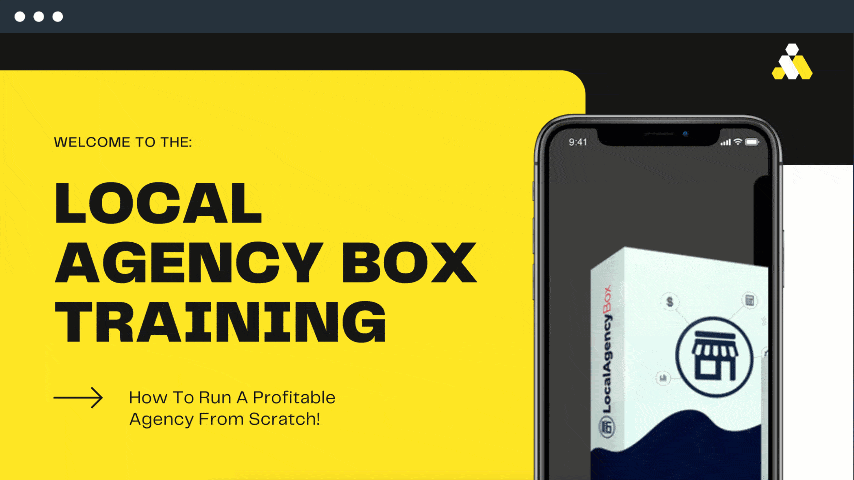 WELCOME TO THE:
LOCAL
AGENCY BOX
TRAINING
How To Run A Profitable
Agency From Scratch!
9:41
LocalAgencyBox
$